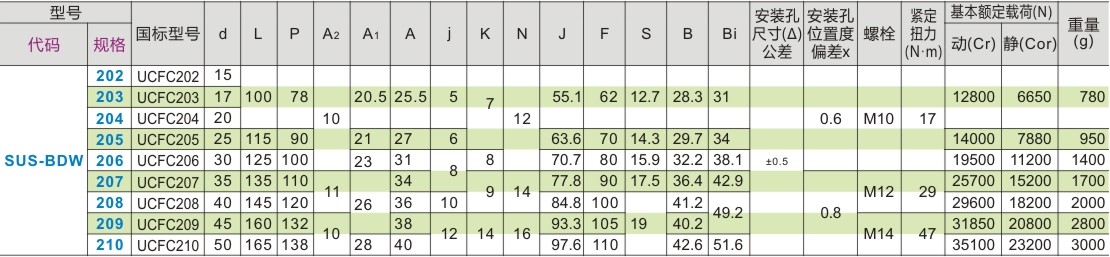 型号 国标型号 d L P A2 A1 A j K N J F S B Bi 安装孔尺寸(Δ)公差 安装孔位置度偏差x 螺栓 紧定扭力(N·m) 基本额定载荷(N) 重量(g)
代码 规格 动(Cr) 静(Cor)
202 UCFC202 15
203 UCFC203 17 100 78 20.5 25.5 5 7 55.1 62 12.7 28.3 31 12800 6650 780
204 UCFC204 20 10 12 0.6 M10 17
205 UCFC205 25 115 90 21 27 6 63.6 70 14.3 29.7 34 14000 7880 950
SUS-BDW 206 UCFC206 30 125 100 23 31 8 8 70.7 80 15.9 32.2 38.1 ±0.5 19500 11200 1400
207 UCFC207 35 135 110 11 34 9 14 77.8 90 17.5 36.4 42.9 M12 29 25700 15200 1700
208 UCFC208 40 145 120 26 36 10 84.8 100 41.2 49.2 0.8 29600 18200 2000
209 UCFC209 45 160 132 10 38 12 14 16 93.3 105 19 40.2 M14 47 31850 20800 2800
210 UCFC210 50 165 138 28 40 97.6 110 42.6 51.6 35100 23200 3000